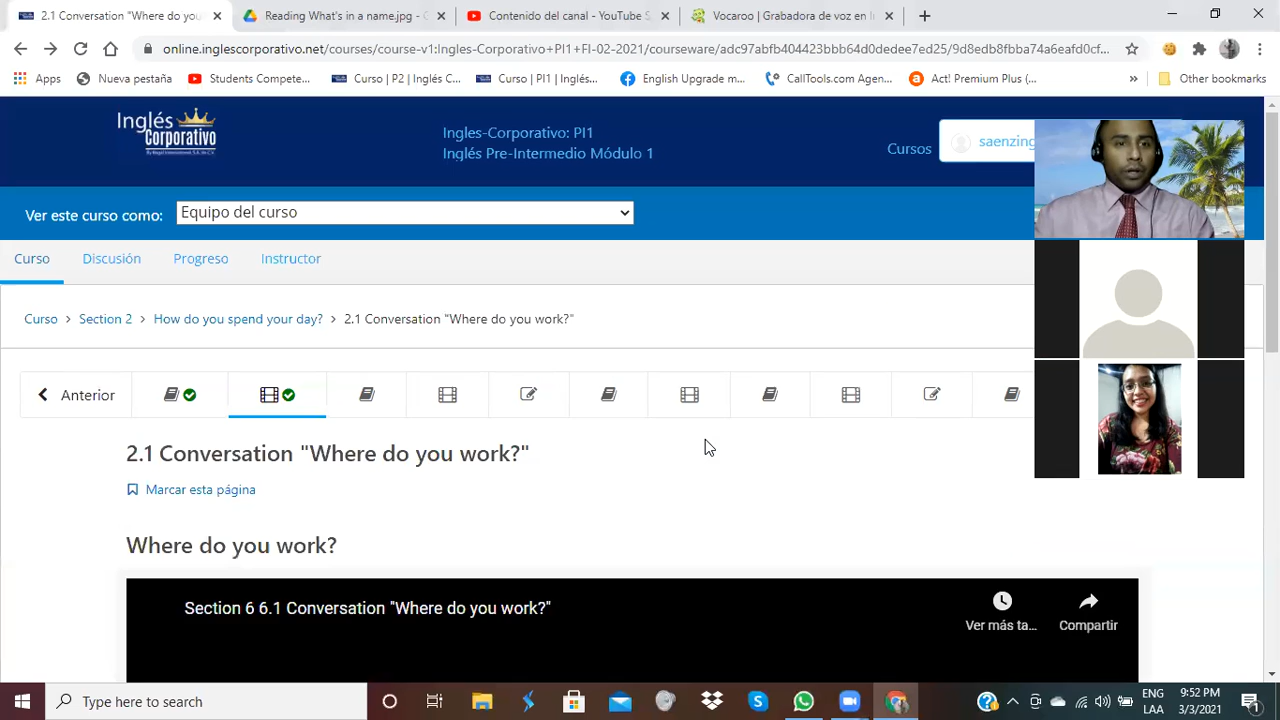 2.1 Conversation "Where do you
Reading What's in a name.jpg - G
Contenido del canal - YouTube S
Vocaroo | Grabadora de voz en l
online.inglescorporativo.net/courses/course-v1:Ingles-Corporativo+PI1+FI-02-2021/courseware/adc97abfb404423bbb64d0dedee7ed25/9d8edb8fbba74a6eafd0cf...
Apps
Nueva pestaña
Students Compete...
Curso | P2 | Inglés C...
Curso | PI1 | Inglés...
English Upgrade m...
CallTools.com Agen...
Act! Premium Plus (...
»
Other bookmarks
Inglés
Corporativo
Ingles-Corporativo: PI1
Inglés Pre-Intermedio Módulo 1
Cursos
saenzing
Ver este curso como:
Equipo del curso
Curso
Discusión
Progreso
Instructor
Curso > Section 2 > How do you spend your day? > 2.1 Conversation "Where do you work?"
Anterior
2.1 Conversation "Where do you work?"
Marcar esta página
Where do you work?
Section 6 6.1 Conversation "Where do you work?"
Ver más ta...
Compartir
Type here to search
ENG
LAA
9:52 PM
3/3/2021
1